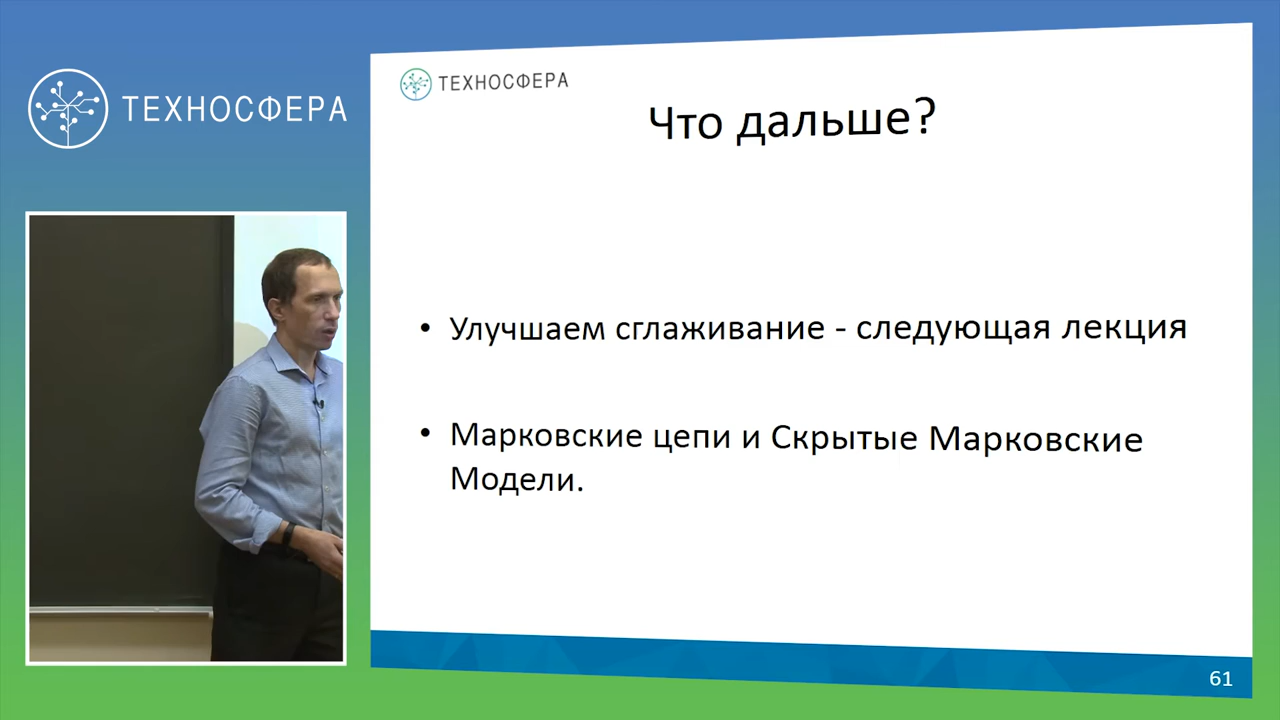 ТЕХНОСФЕРА
ТЕХНОСФЕРА
Что дальше?
• Улучшаем сглаживание - следующая лекция
• Марковские цепи и Скрытые Марковские
Модели.
61